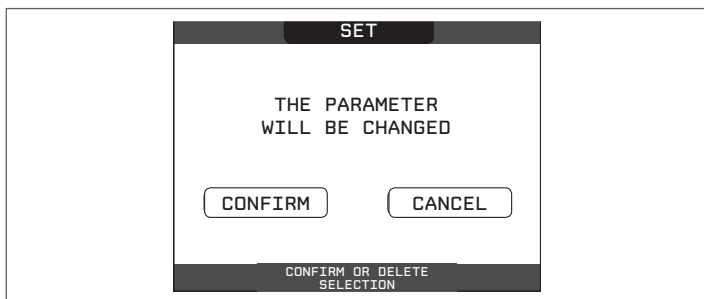 SET
THE PARAMETER
WILL BE CHANGED
CONFIRM CANCEL
CONFIRM OR DELETE
SELECTION